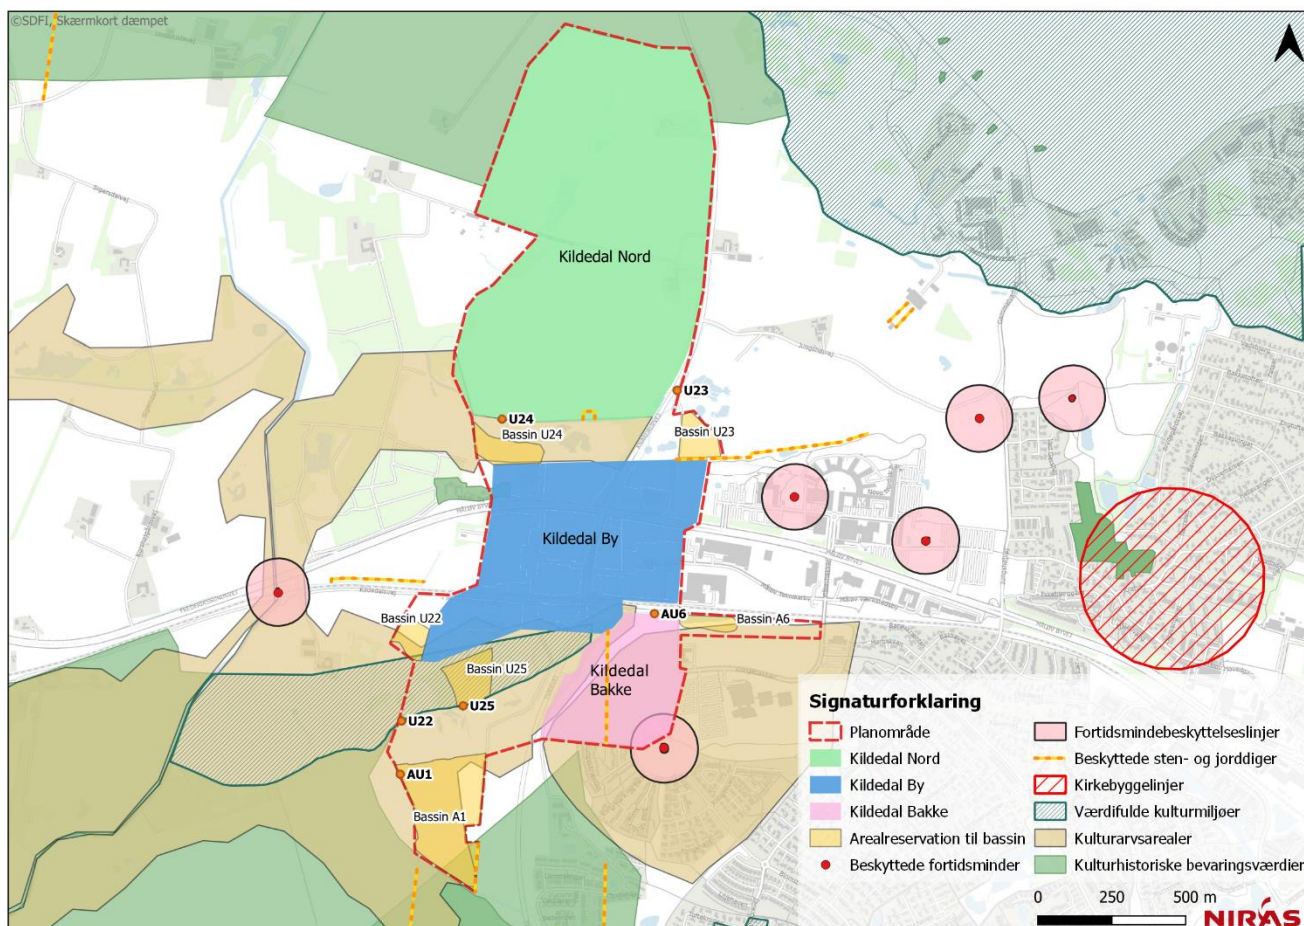 ©SDFI, Skærmkort dæmpet
Kildedal Nord
U23
U24
Bassin U24
Bassin U23
Kildedal By
AU6
Bassin A6
Bassin U22
Bassin U25
Kildedal
Bakke
U25
U22
AU1
Bassin A1
Signaturforklaring
Planområde
Kildedal Nord
Kildedal By
Kildedal Bakke
Arealreservation til bassin
Beskyttede fortidsminder
Fortidsmindebeskyttelseslinjer
Beskyttede sten- og jorddiger
Kirkebyggelinjer
Værdifulde kulturmiljøer
Kulturarvsarealer
Kulturhistoriske bevaringsværdier
0 250 500 m
NIRAS